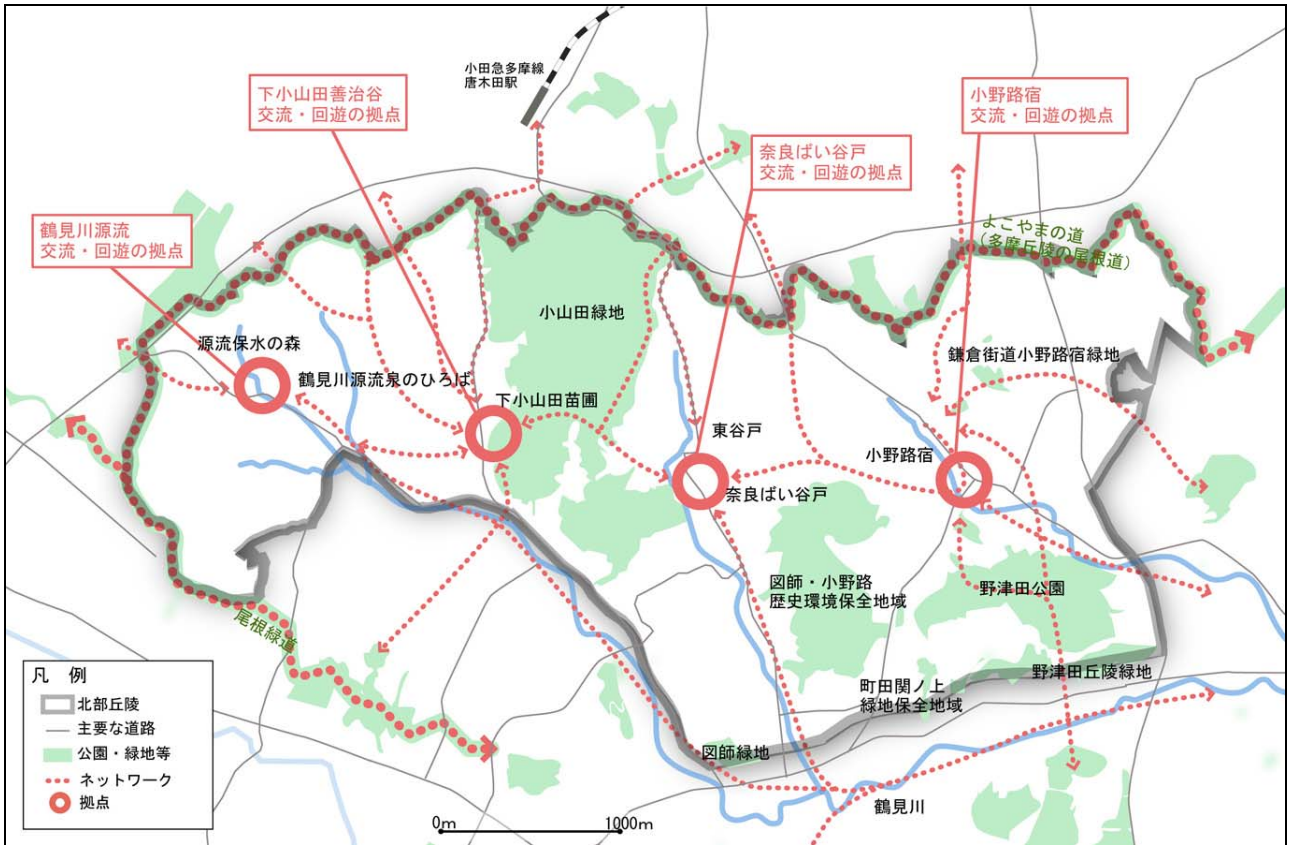 小田急多摩線
唐木田駅
下小山田善治谷
交流・回遊の拠点
小野路宿
交流・回遊の拠点
奈良ばい谷戸
交流・回遊の拠点
鶴見川源流
交流・回遊の拠点
よこやまの道
（多摩丘陵の尾根道）
小山田緑地
源流保水の森
鎌倉街道小野路宿緑地
鶴見川源流泉のひろば
下小山田苗圃
東谷戸
小野路宿
奈良ばい谷戸
図師・小野路
歴史環境保全地域
野津田公園
尾根緑道
野津田丘陵緑地
町田関ノ上
緑地保全地域
図師緑地
鶴見川
凡 例
北部丘陵
主要な道路
公園・緑地等
ネットワーク
拠点
0m 1000m